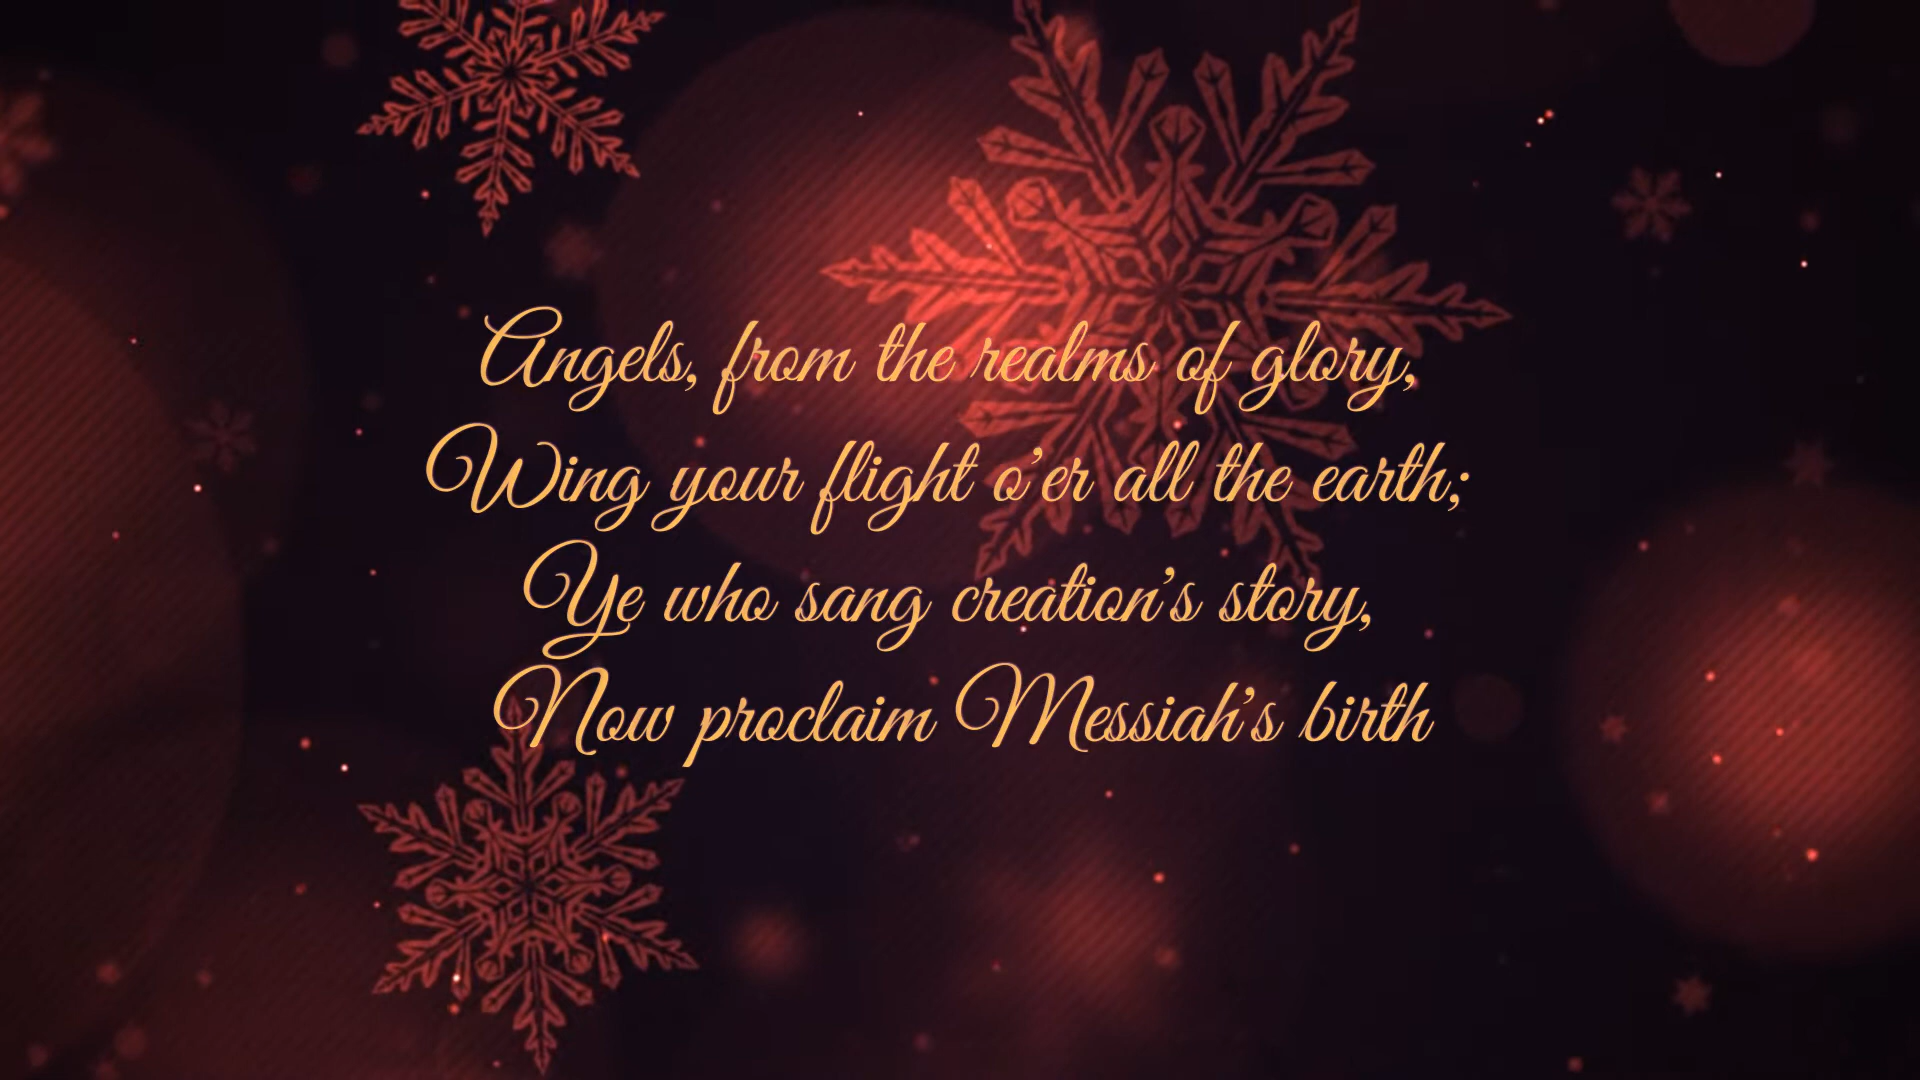 Angels, from the realms of glory,
Wing your flight o’er all the earth;
Ye who sang creation’s story,
Now proclaim Messiah’s birth